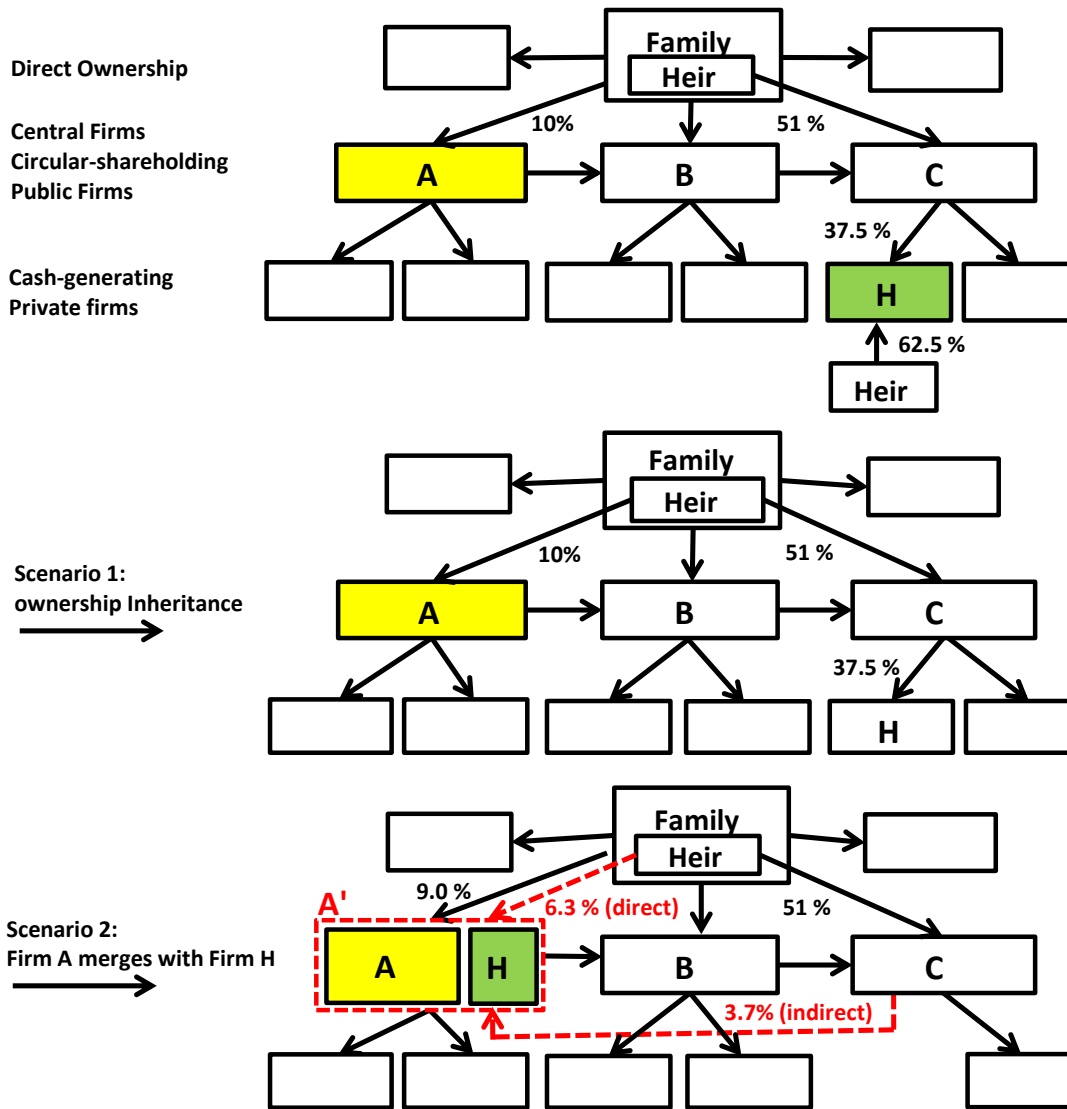 Family
Direct Ownership
Heir
10%
51 %
Central Firms
Circular-shareholding
Public Firms
A
B
C
37.5 %
Cash-generating
Private firms
H
62.5 %
Heir
Family
Heir
10%
51 %
Scenario 1:
ownership Inheritance
A
B
C
37.5 %
H
Family
Heir
9.0 %
A'
6.3 % (direct)
51 %
Scenario 2:
Firm A merges with Firm H
A
H
B
C
3.7% (indirect)